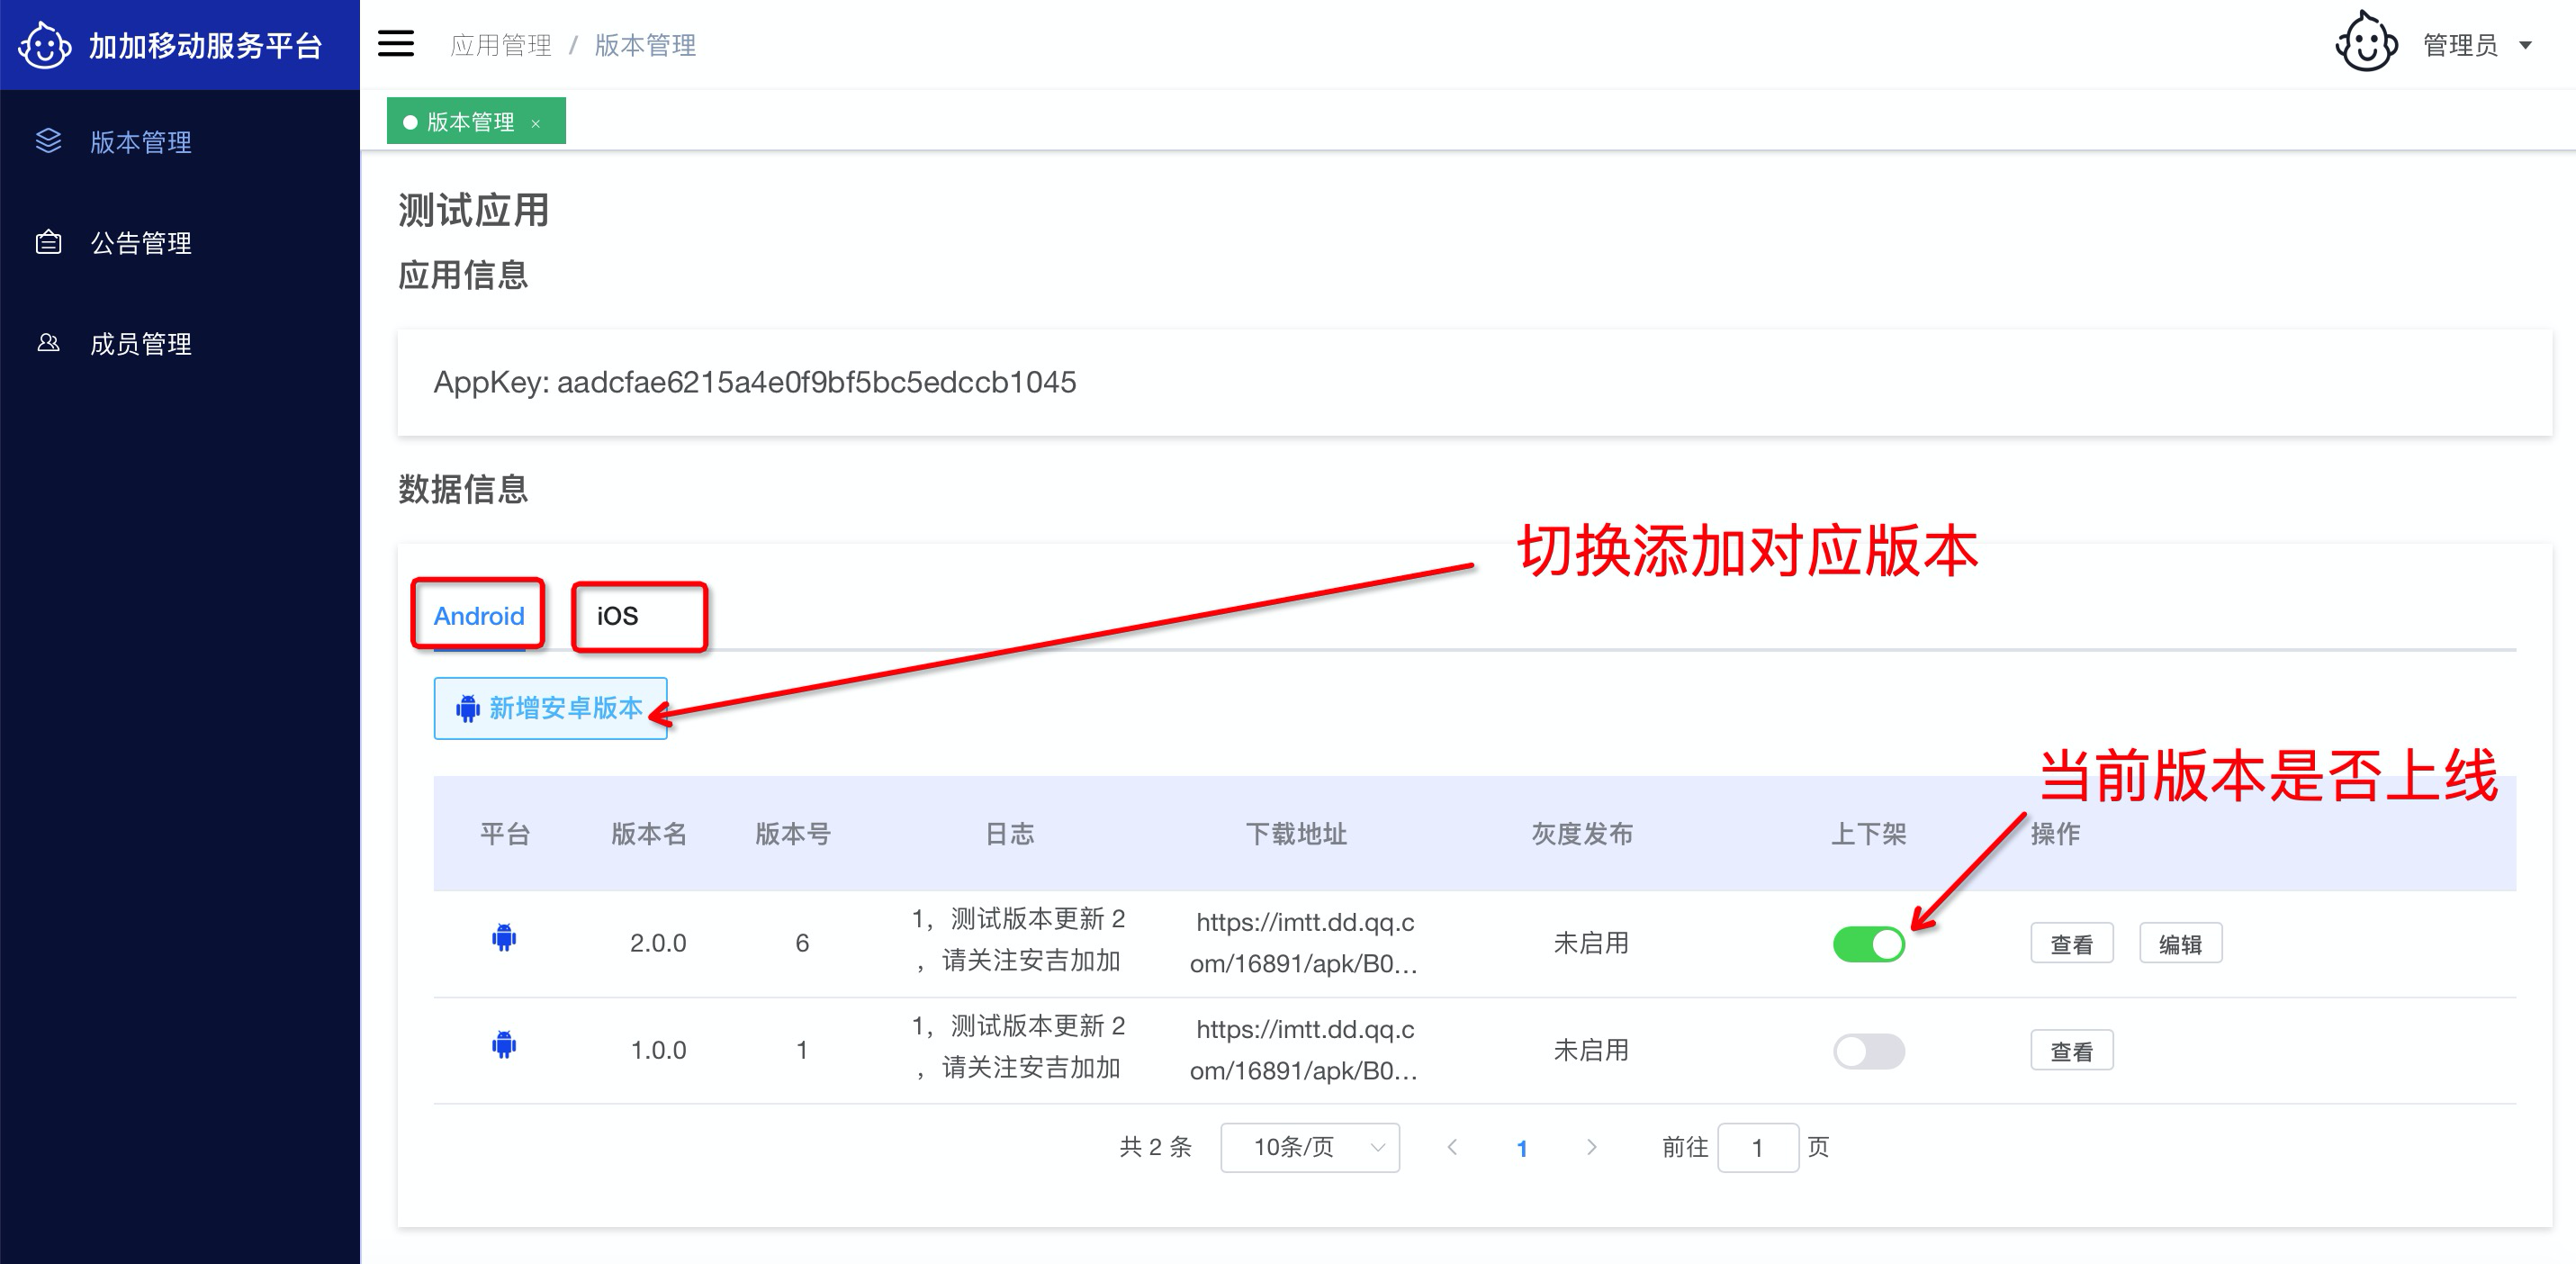 加加移动服务平台
应用管理 / 版本管理
管理员
版本管理
公告管理
成员管理
版本管理 ×
测试应用
应用信息
AppKey: aadcfae6215a4e0f9bf5bc5edccb1045
数据信息
切换添加对应版本
Android iOS
新增安卓版本
当前版本是否上线
平台 版本名 版本号 日志 下载地址 灰度发布 上下架 操作
2.0.0 6 1，测试版本更新 2 https://imtt.dd.qq.c 未启用 查看 编辑
，请关注安吉加加 om/16891/apk/B0…
1.0.0 1 1，测试版本更新 2 https://imtt.dd.qq.c 未启用 查看
，请关注安吉加加 om/16891/apk/B0…
共 2 条 10条/页 1 前往 1 页